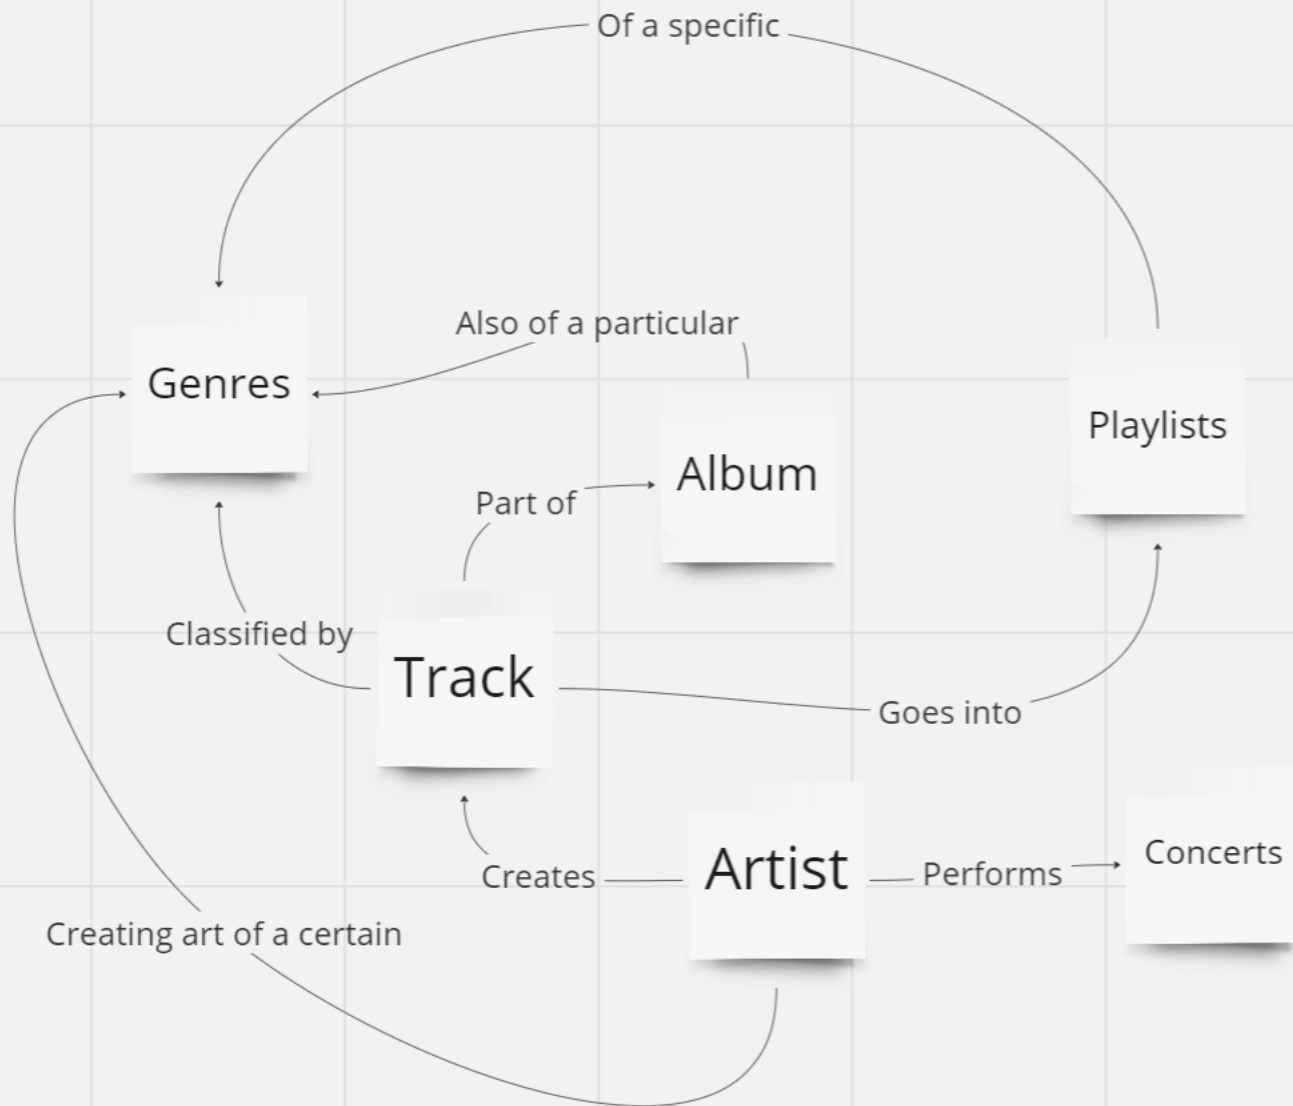 Of a specific
Also of a particular
Genres
Playlists
Album
Part of
Classified by
Track
Goes into
Artist
Concerts
Creates
Performs
Creating art of a certain